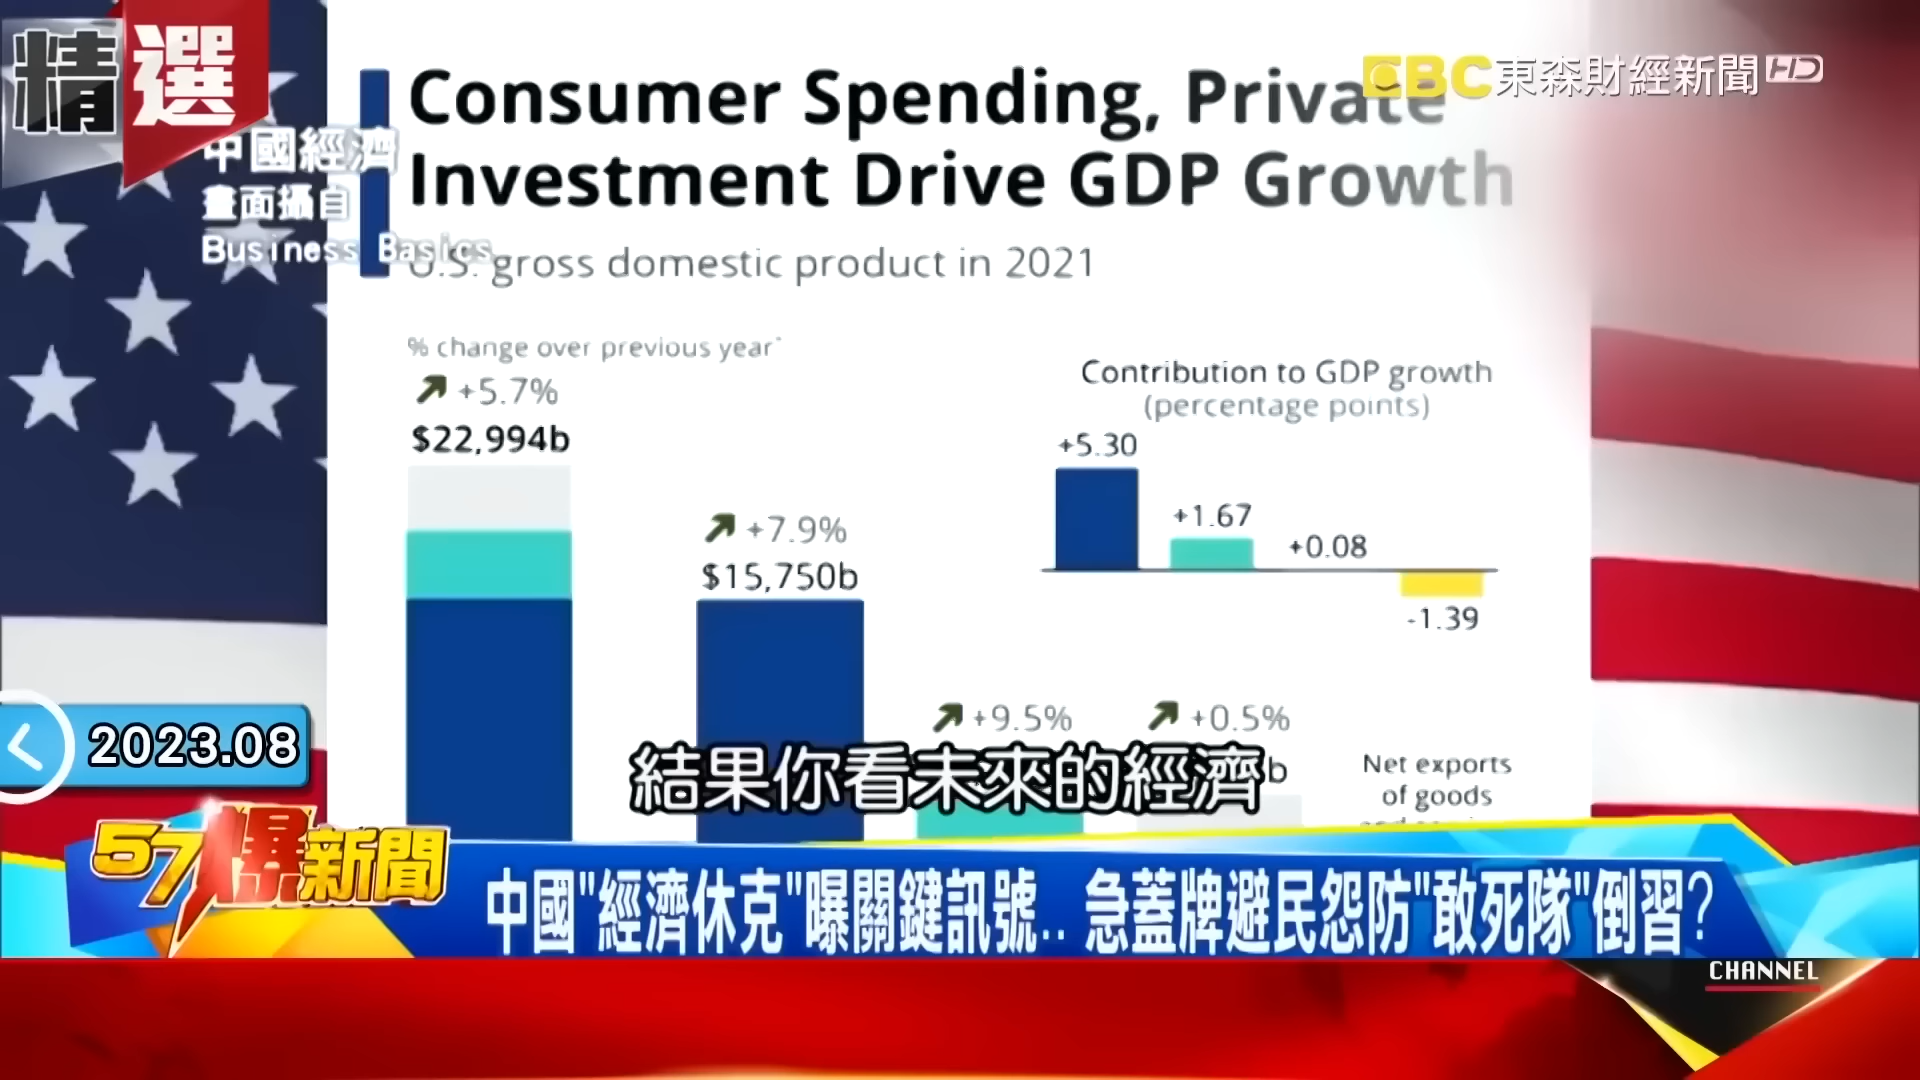 精選
EBC東森財經新聞HD
中國經濟
畫面攝自
Business Basics
Consumer Spending, Private
Investment Drive GDP Growth
U.S. gross domestic product in 2021
% change over previous year*
+5.7%
$22,994b
+7.9%
$15,750b
Contribution to GDP growth
(percentage points)
+5.30
+1.67
+0.08
-1.39
+9.5%
+0.5%
b
Net exports
of goods
2023.08
結果你看未來的經濟
57爆新聞
中國"經濟休克"曝關鍵訊號.. 急蓋牌避民怨防"敢死隊"倒習?
CHANNEL